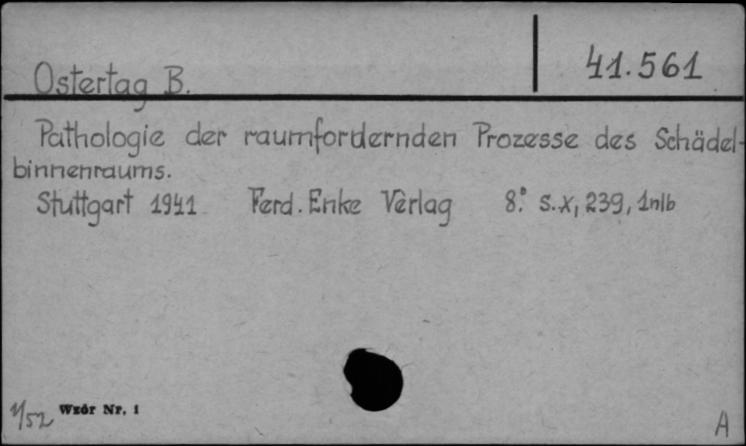 Ostertag B. 41.561
Pathologie der raumfordernden Prozesse des Schädel-
binnenraums.
Stuttgart 1941 Ferd. Enke Verlag 8.° s.x, 239, 1nlb
1/52 Wzór Nr. 1
A